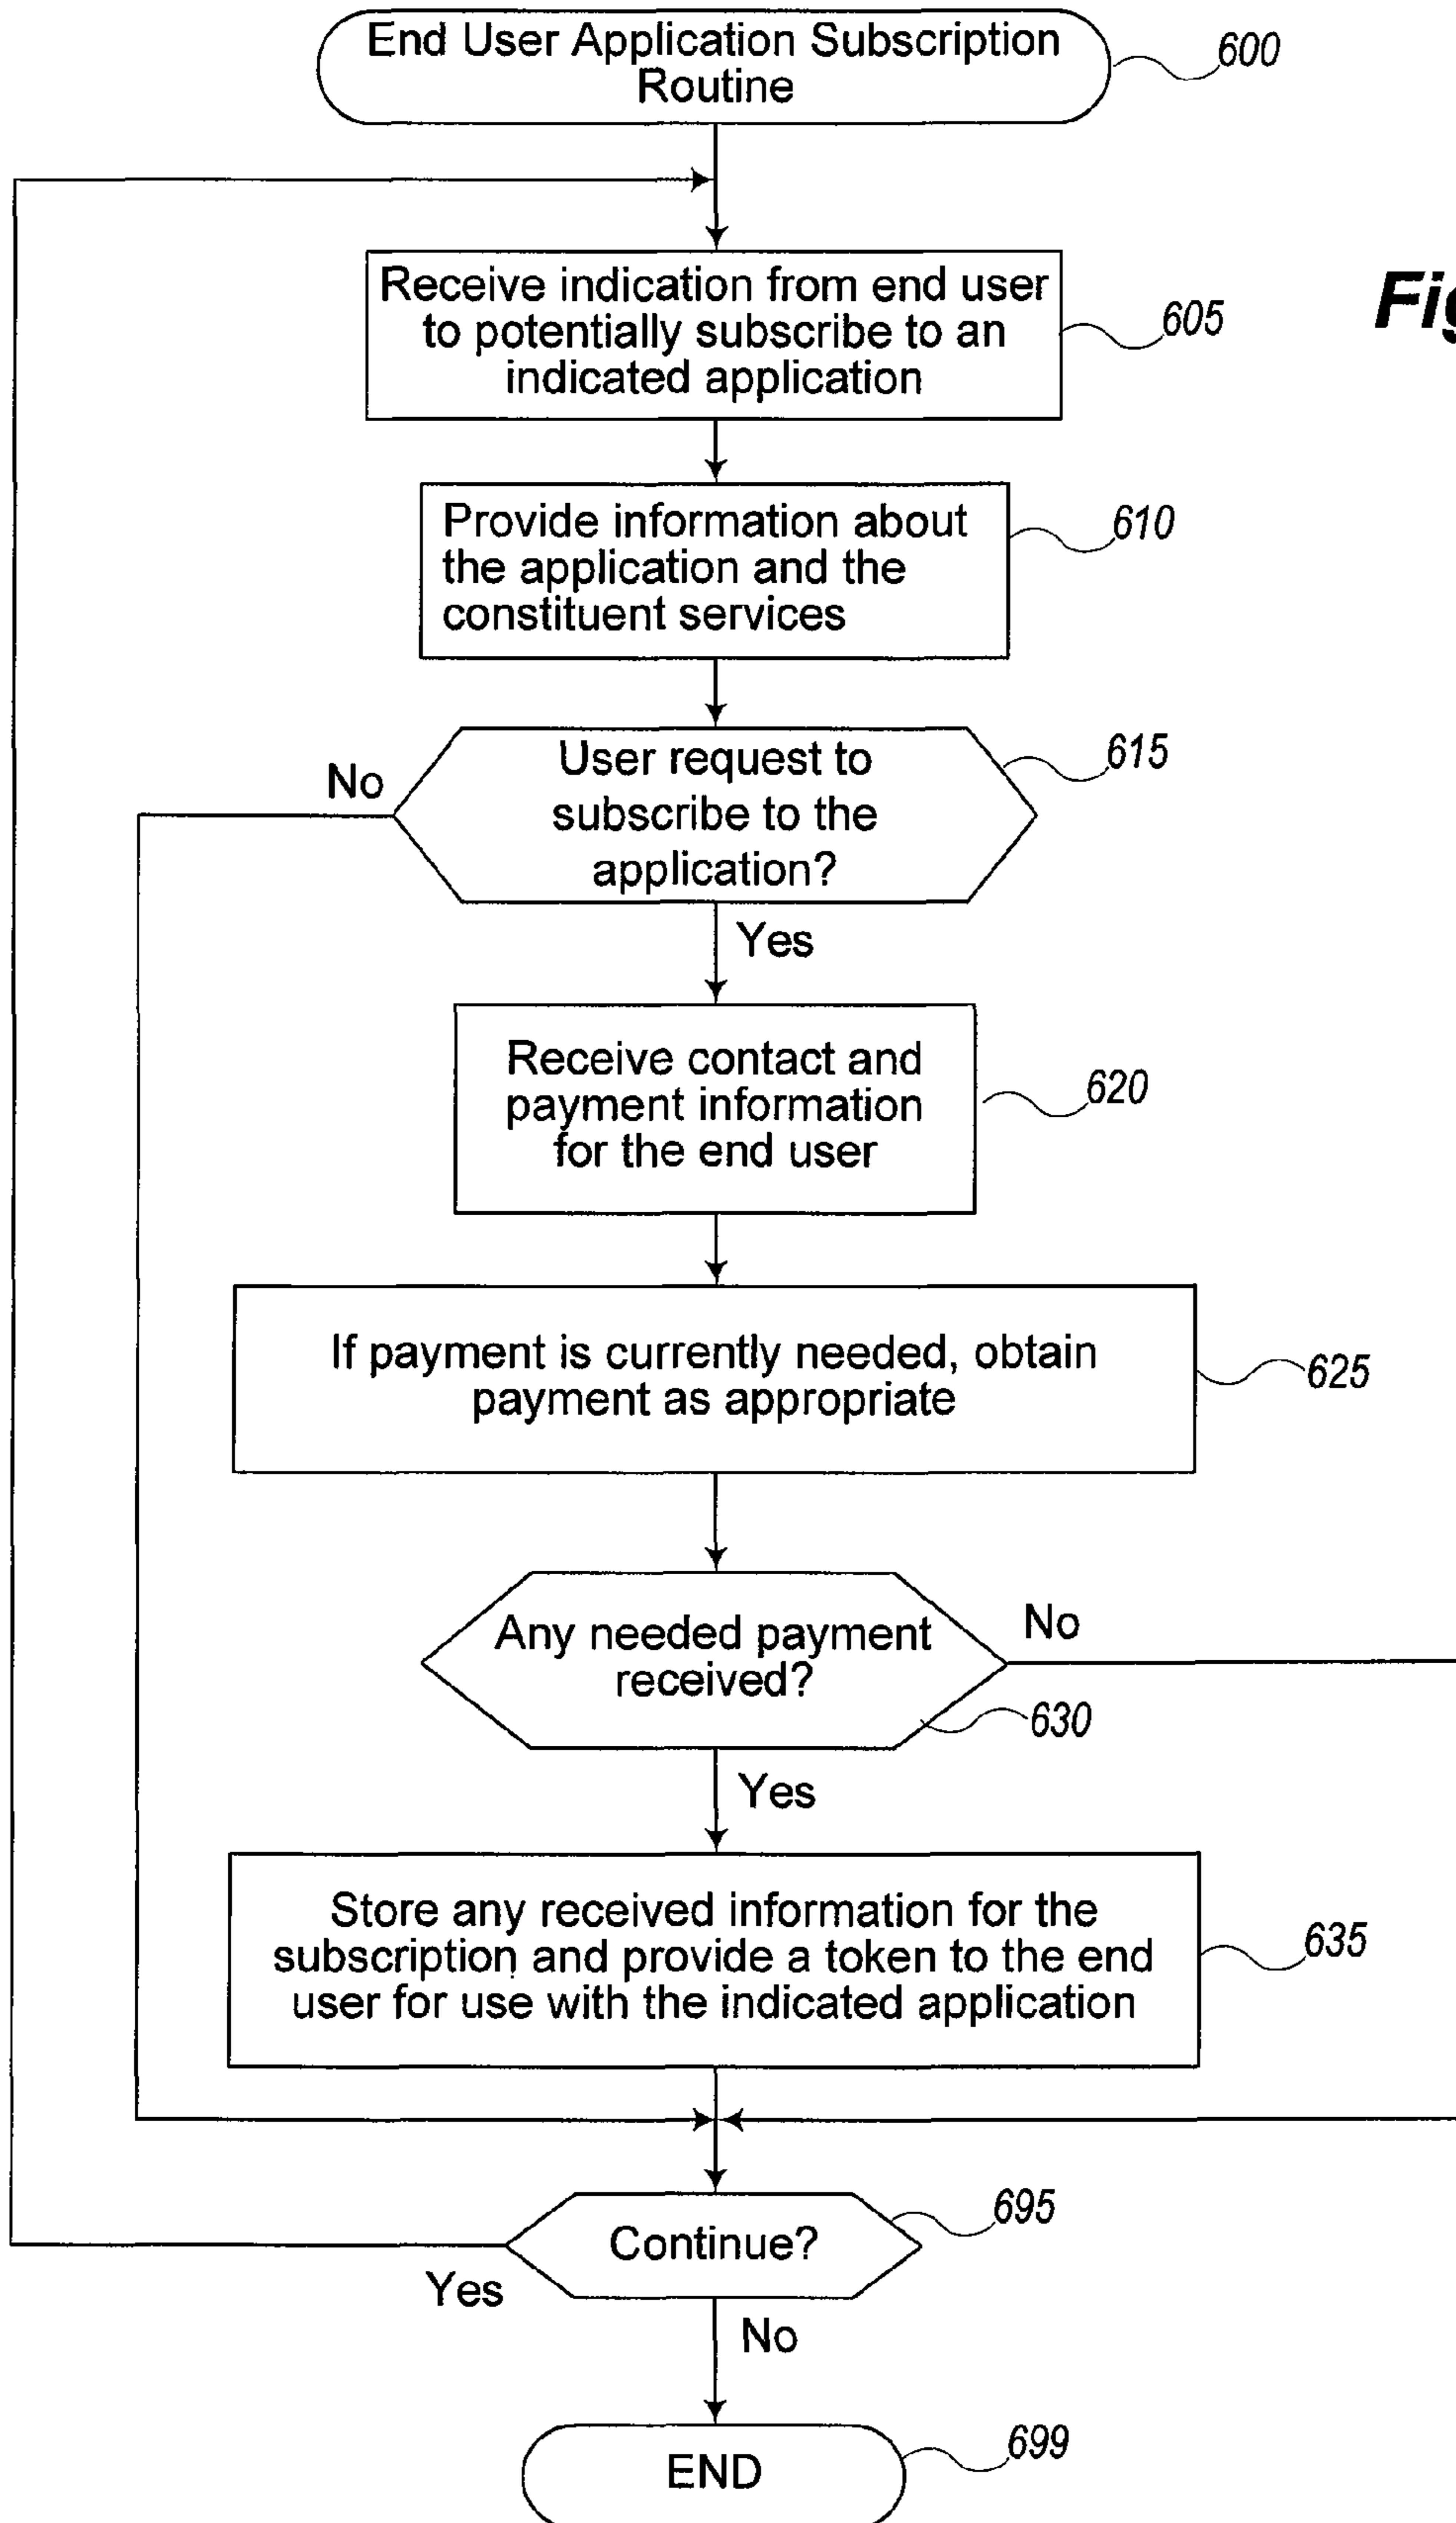 End User Application Subscription
Routine
600
Receive indication from end user
to potentially subscribe to an
indicated application
605
Fig
Provide information about
the application and the
constituent services
610
User request to
subscribe to the
application?
615
No
Yes
Receive contact and
payment information
for the end user
620
If payment is currently needed, obtain
payment as appropriate
625
Any needed payment
received?
No
630
Yes
Store any received information for the
subscription and provide a token to the end
user for use with the indicated application
635
Continue?
695
Yes
No
END
699